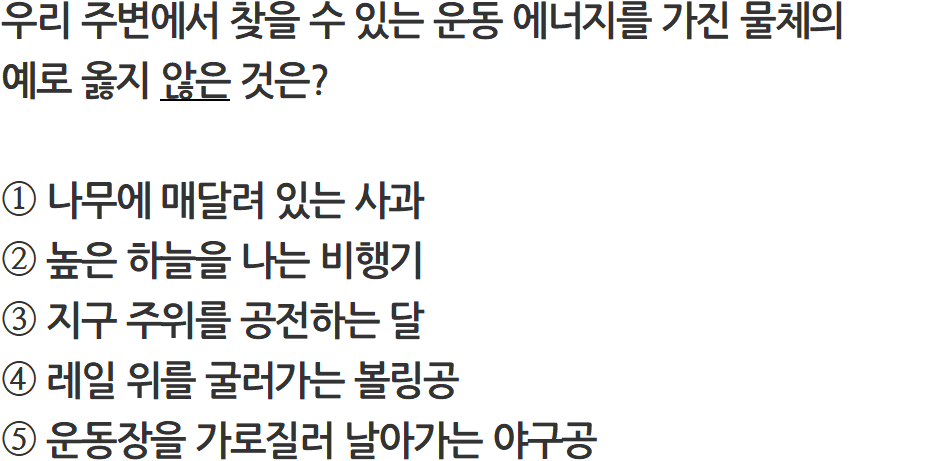 우리 주변에서 찾을 수 있는 운동 에너지를 가진 물체의
예로 옳지 않은 것은?
① 나무에 매달려 있는 사과
② 높은 하늘을 나는 비행기
③ 지구 주위를 공전하는 달
④ 레일 위를 굴러가는 볼링공
⑤ 운동장을 가로질러 날아가는 야구공